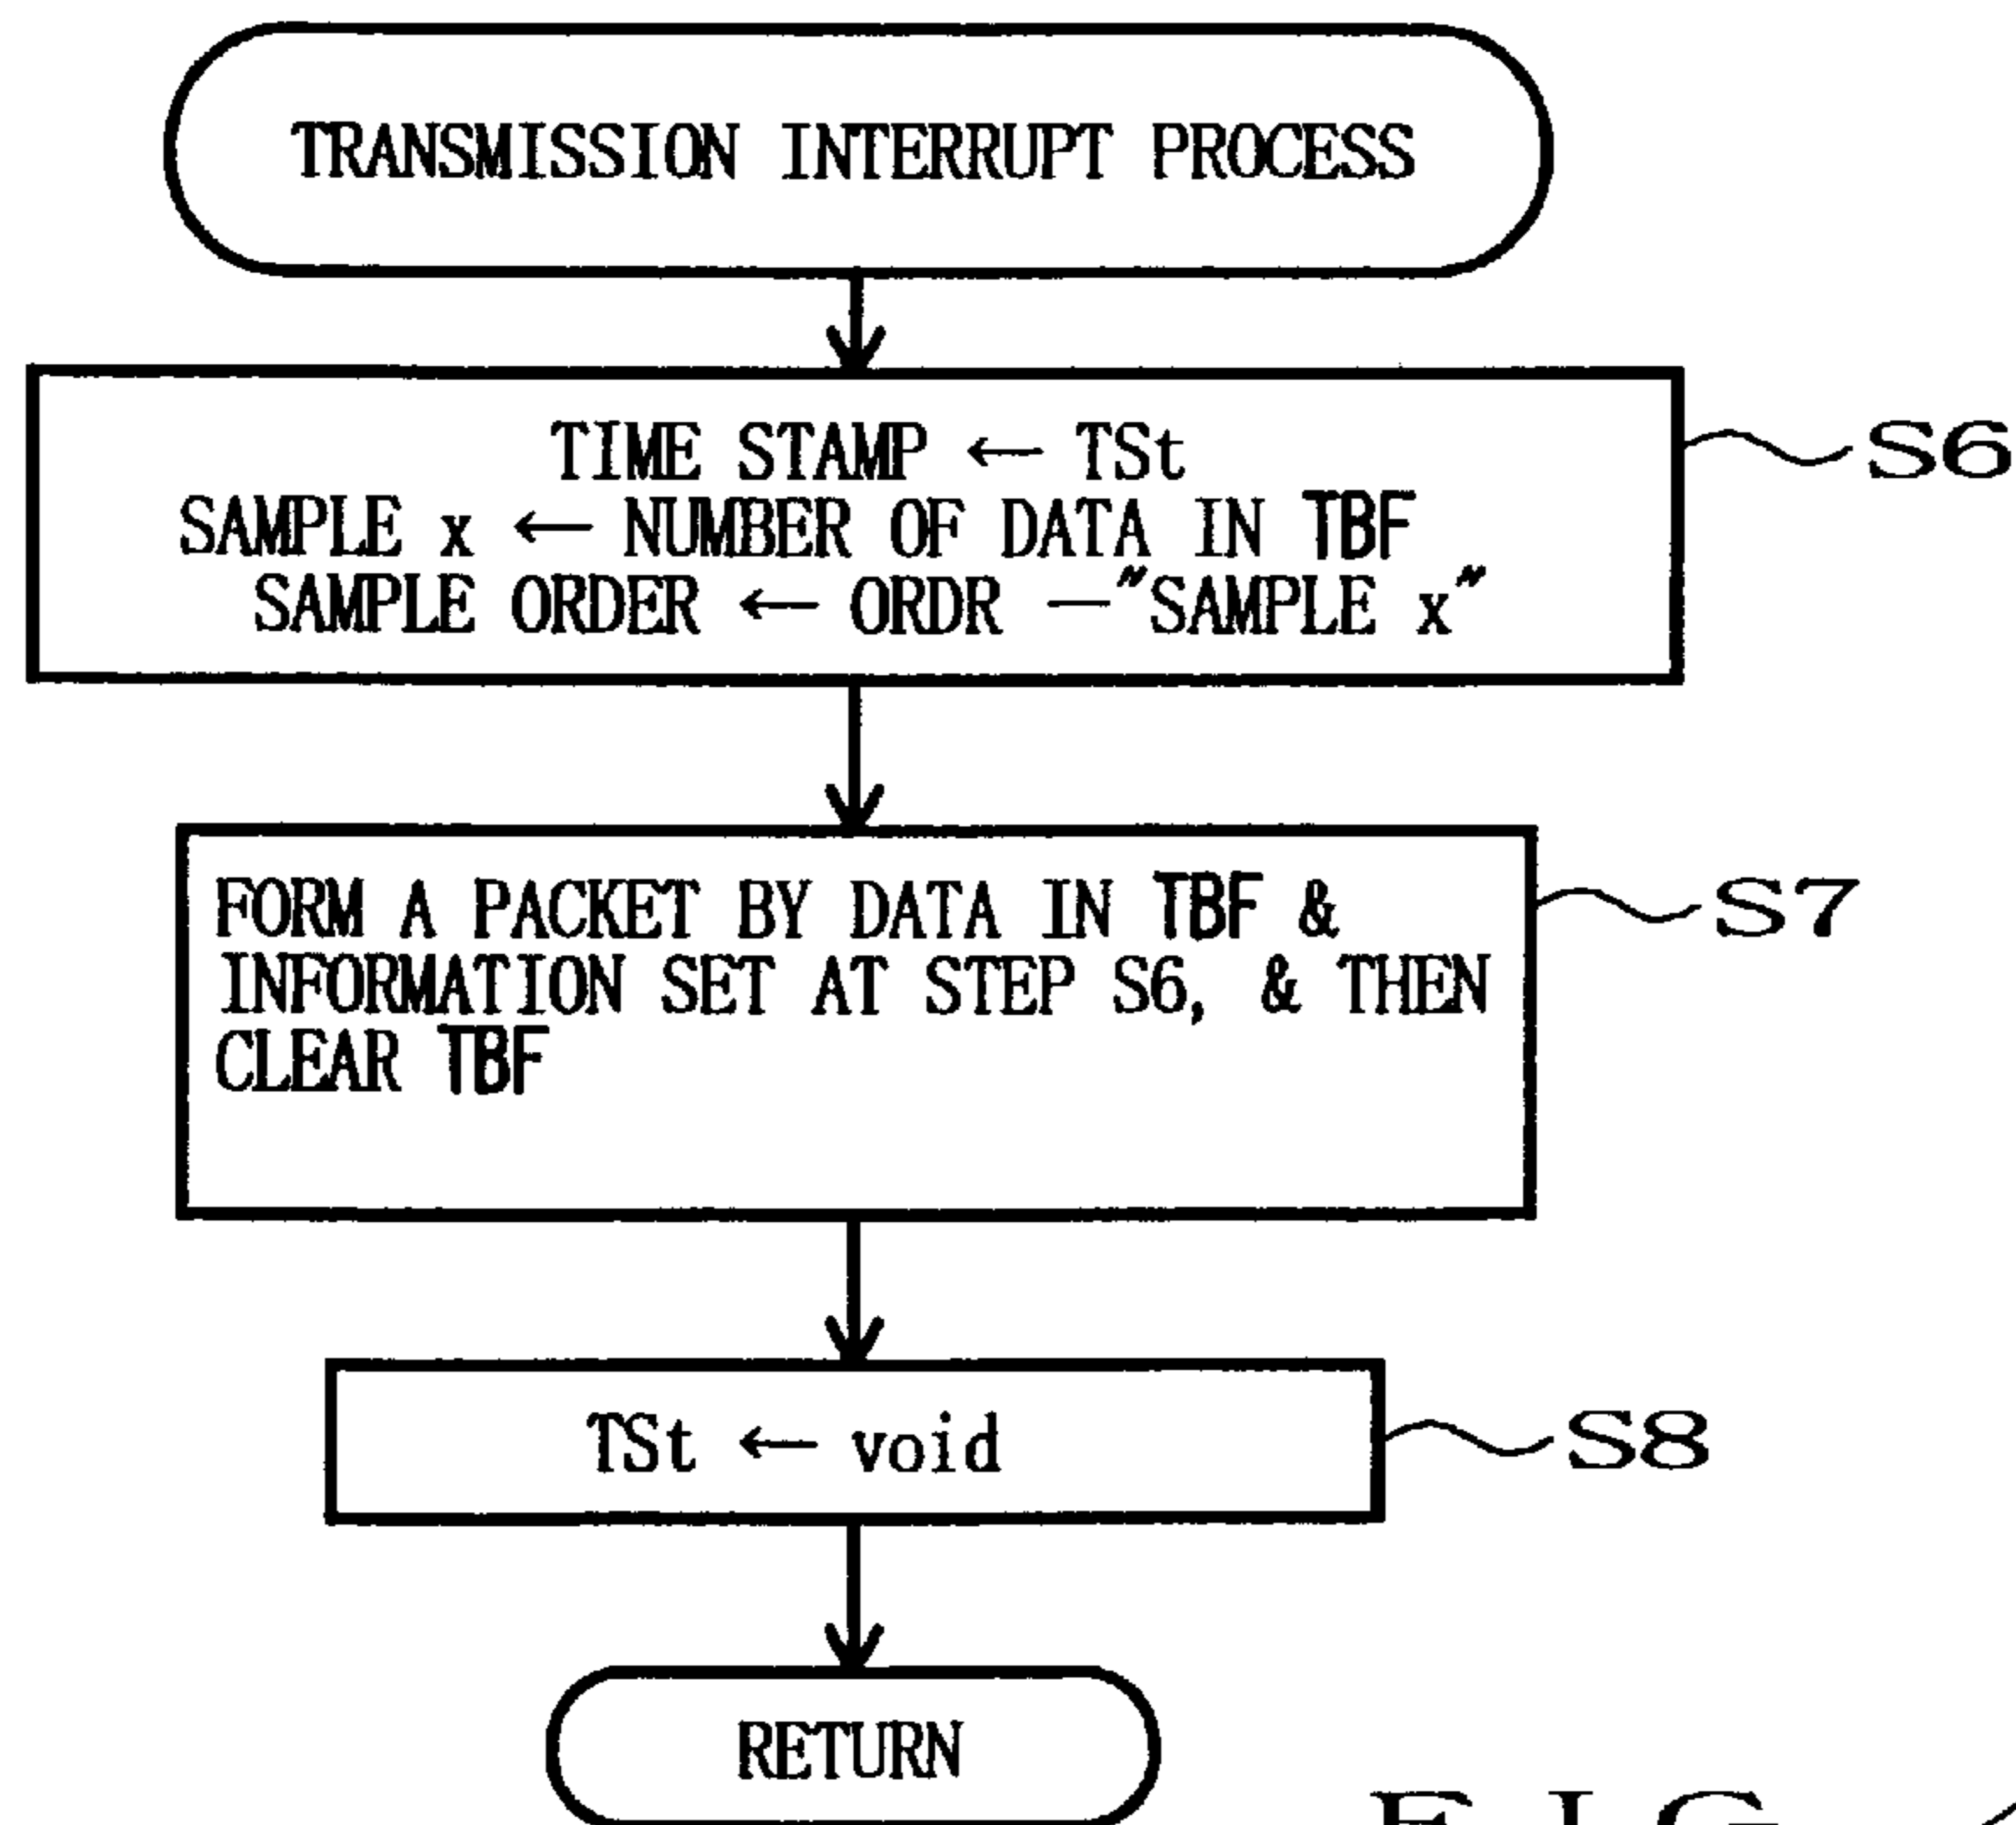 TRANSMISSION INTERRUPT PROCESS
TIME STAMP ← TSt
SAMPLE x ← NUMBER OF DATA IN TBF
SAMPLE ORDER ← ORDR —"SAMPLE x"
S6
FORM A PACKET BY DATA IN TBF &
INFORMATION SET AT STEP S6, & THEN
CLEAR TBF
S7
TSt ← void
S8
RETURN
FIG